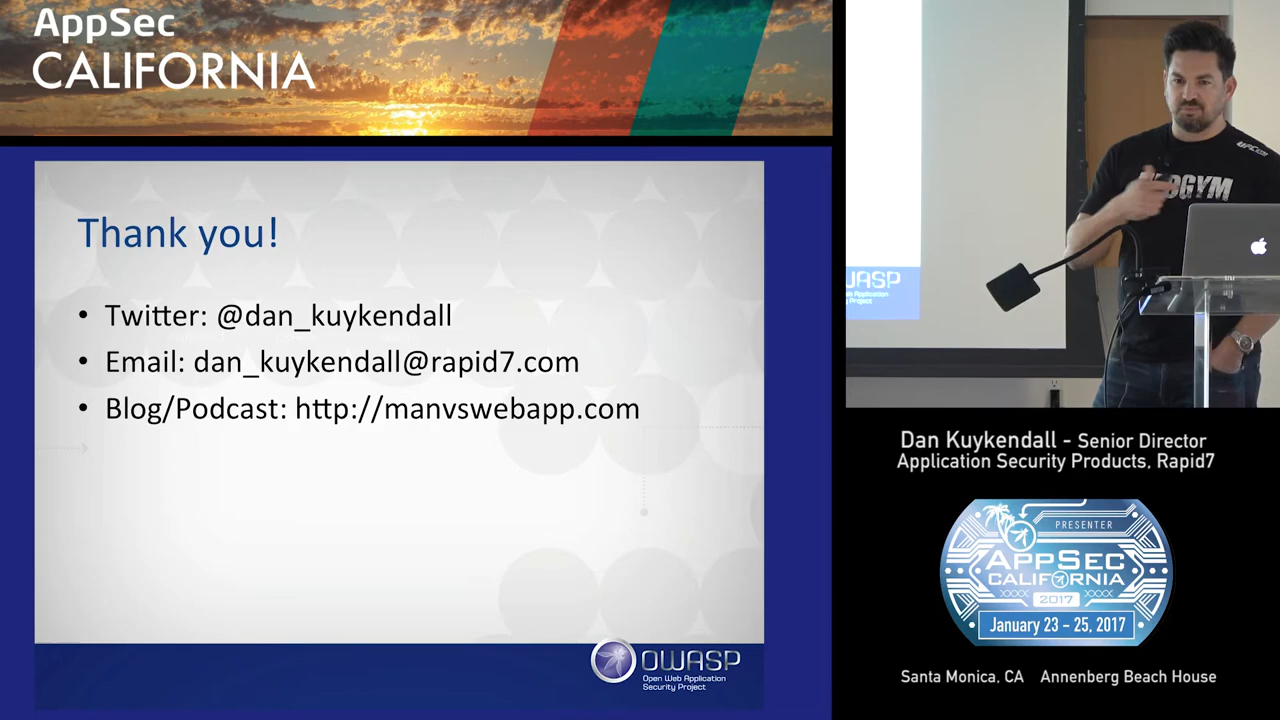 AppSec
CALIFORNIA
Thank you!
• Twitter: @dan_kuykendall
• Email: dan_kuykendall@rapid7.com
• Blog/Podcast: http://manvswebapp.com
OWASP
Open Web Application
Security Project
Dan Kuykendall - Senior Director
Application Security Products, Rapid7
PRESENTER
APPSEC
CALIFORNIA
2017
January 23 - 25, 2017
Santa Monica, CA Annenberg Beach House